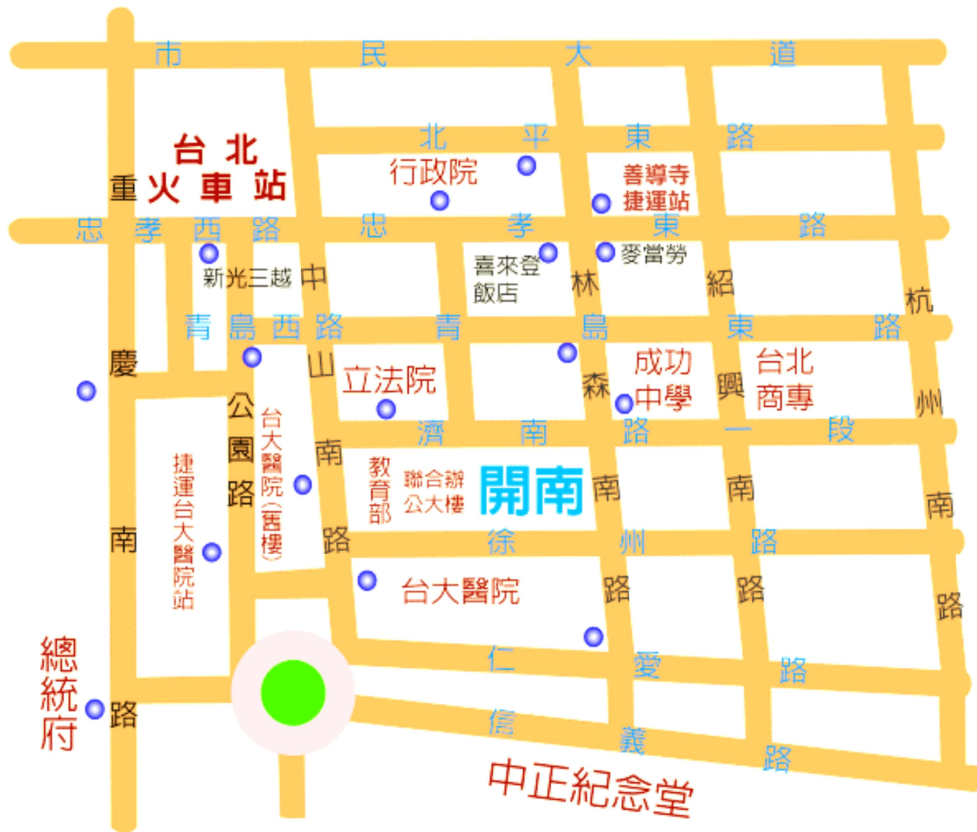 市民大道
北平東路
台北
火車站
行政院
善導寺
捷運站
忠孝西路
忠孝東路
新光三越
喜來登
飯店
麥當勞
青島西路
青島東路
立法院
成功
中學
台北
商專
濟南路一段
公園路
台大醫院(舊樓)
捷運台大醫院站
教育部
聯合辦
公大樓
開南
徐州路
台大醫院
仁愛路
信義路
總統府
中正紀念堂
重慶南路
中山南路
林森南路
紹興南路
杭州南路